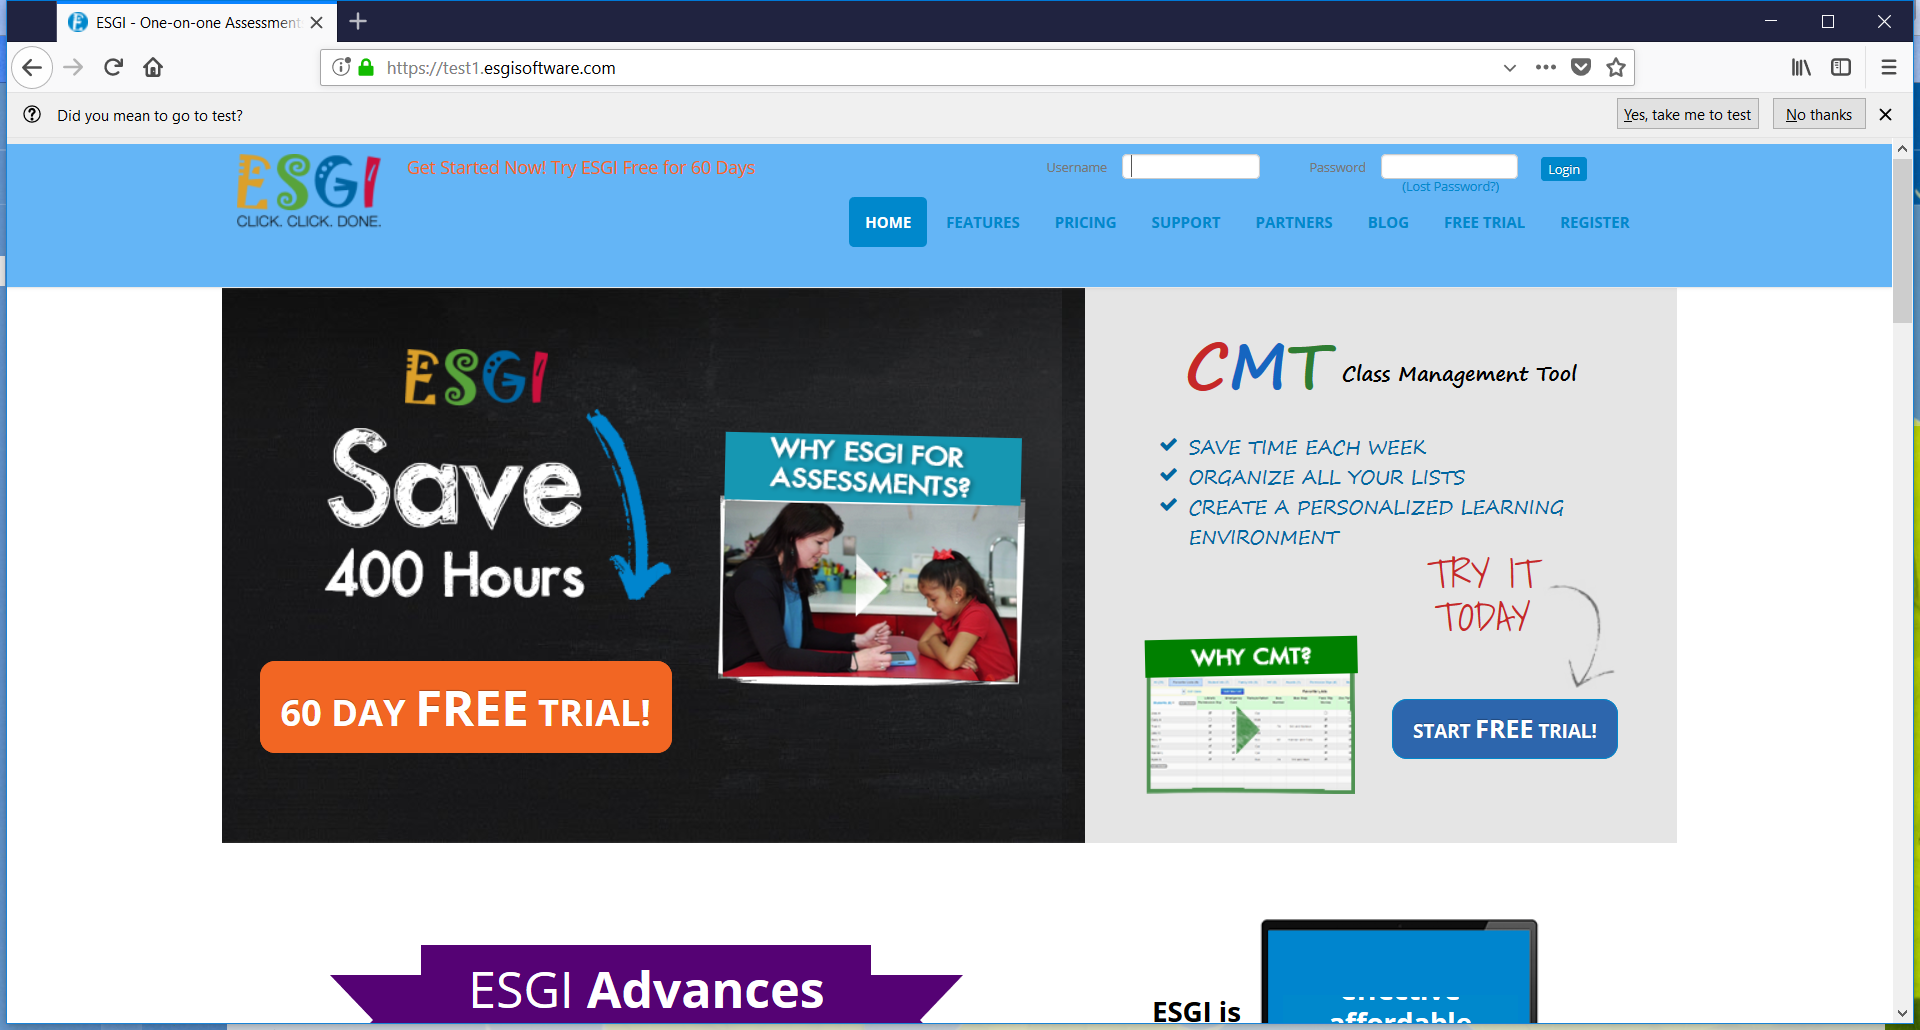 ESGI - One-on-one Assessment
https://test1.esgisoftware.com
Did you mean to go to test?
Yes, take me to test
No thanks
ESGI
CLICK. CLICK. DONE.
Get Started Now! Try ESGI Free for 60 Days
Username
Password
Login
(Lost Password?)
HOME
FEATURES
PRICING
SUPPORT
PARTNERS
BLOG
FREE TRIAL
REGISTER
ESGI
Save
400 Hours
WHY ESGI FOR
ASSESSMENTS?
60 DAY FREE TRIAL!
CMT Class Management Tool
SAVE TIME EACH WEEK
ORGANIZE ALL YOUR LISTS
CREATE A PERSONALIZED LEARNING
ENVIRONMENT
TRY IT
TODAY
WHY CMT?
START FREE TRIAL!
ESGI Advances
ESGI is
effective
affordable